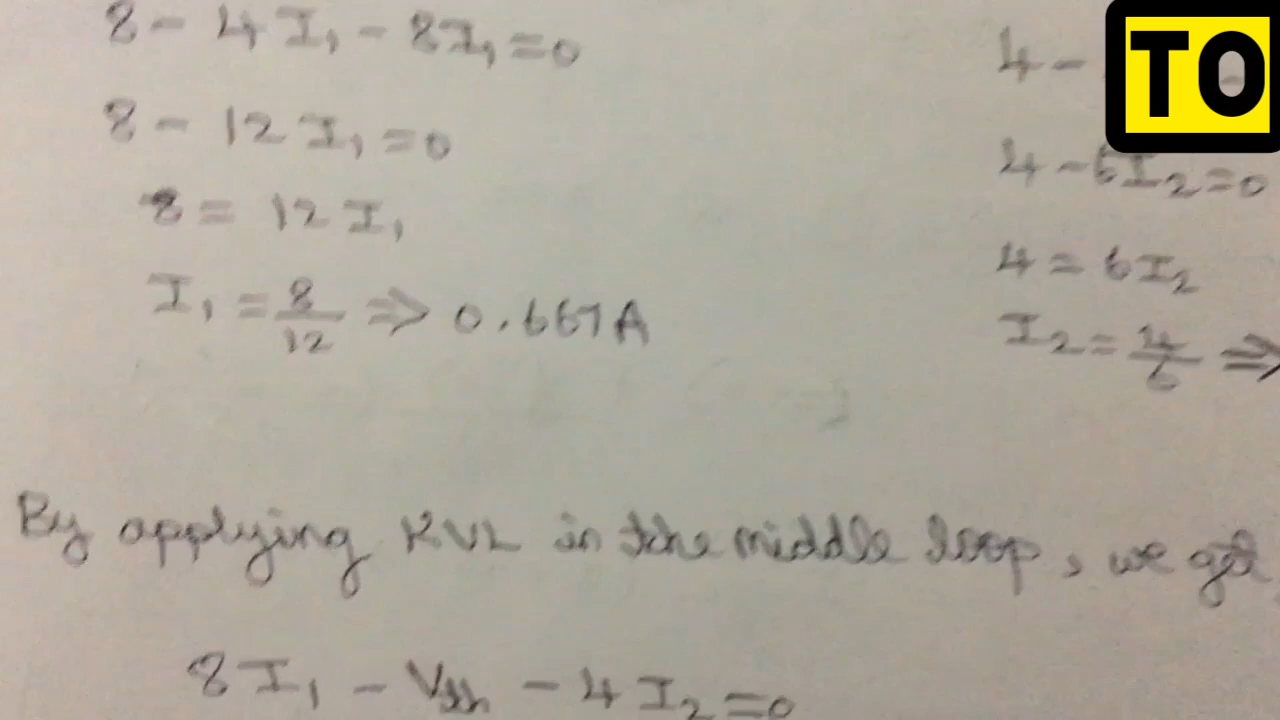 8 - 4I₁ - 8I₁ = 0
8 - 12I₁ = 0
8 = 12I₁
I₁ = 8/12 ⇒ 0.667A
4 -
TO
4 - 6I₂ = 0
4 = 6I₂
I₂ = 4/6 ⇒
By applying KVL in the middle loop, we get,
8I₁ - Vth - 4I₂ = 0